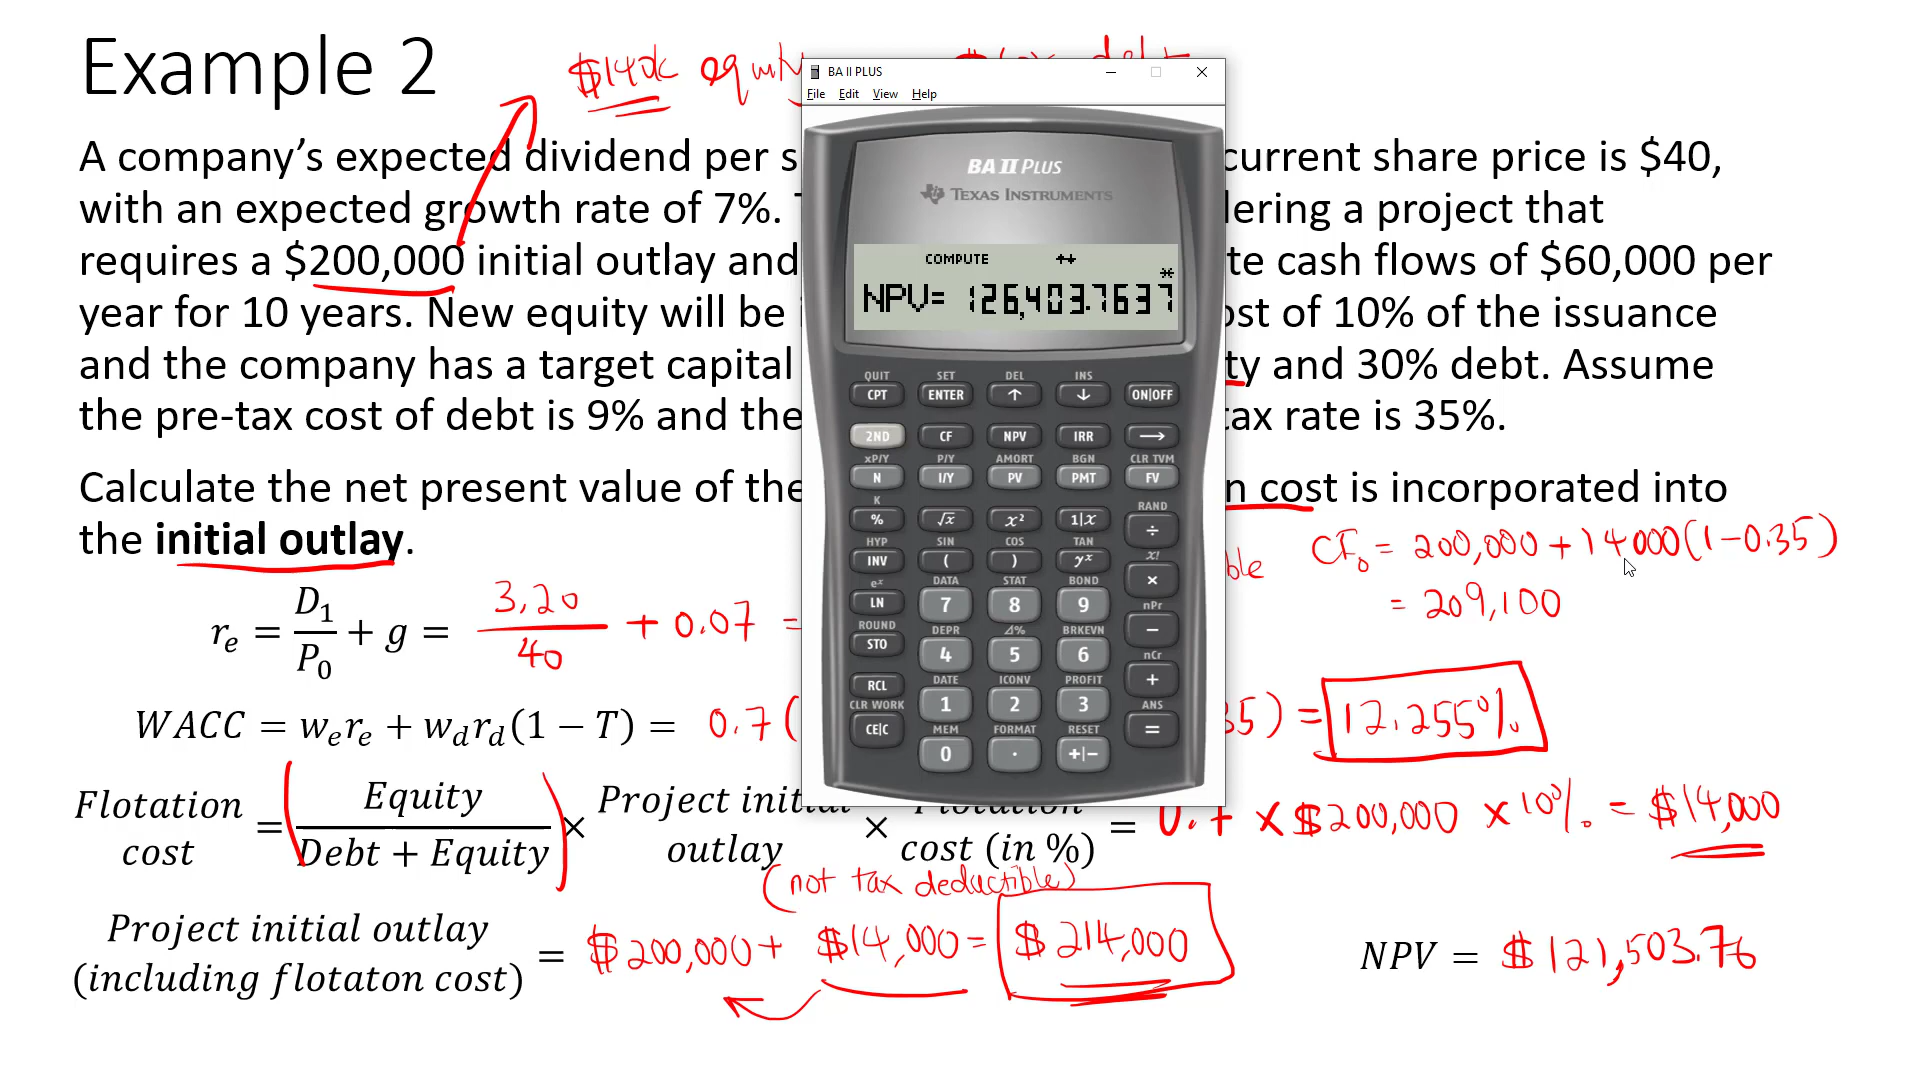 Example 2
$140k equity
BA II PLUS
File Edit View Help
A company’s expected dividend per s current share price is $40,
with an expected growth rate of 7%. T dering a project that
requires a $200,000 initial outlay and te cash flows of $60,000 per
year for 10 years. New equity will be i ost of 10% of the issuance
and the company has a target capital ty and 30% debt. Assume
the pre-tax cost of debt is 9% and the tax rate is 35%.
Calculate the net present value of the n cost is incorporated into
the initial outlay.
BA II PLUS
TEXAS INSTRUMENTS
COMPUTE ↑↓
NPV= 126,403.7637
QUIT SET DEL INS
CPT ENTER ↑ ↓ ON|OFF
2ND CF NPV IRR →
xP/Y P/Y AMORT BGN CLR TVM
N I/Y PV PMT FV
K RAND
% √x x² 1|x ÷
HYP SIN COS TAN x!
INV ( ) yˣ ×
eˣ DATA STAT BOND nPr
LN 7 8 9 −
ROUND DEPR Δ% BRKEVN nCr
STO 4 5 6 +
DATE ICONV PROFIT
RCL 1 2 3
CLR WORK MEM FORMAT RESET ANS
CE|C 0 . +|− =
ble CF₀ = 200,000 + 14000(1-0.35)
= 209,100
rₑ = D₁/P₀ + g = 3.20/40 + 0.07 =
WACC = wₑrₑ + w_d r_d(1 − T) = 0.7( 35) = 12.255%
Flotation cost = (Equity/Debt + Equity) × Project initial outlay × Flotation cost (in %) = 0.7 × $200,000 × 10% = $14,000
(not tax deductible)
Project initial outlay (including flotaton cost) = $200,000 + $14,000 = $214,000
NPV = $121,503.76